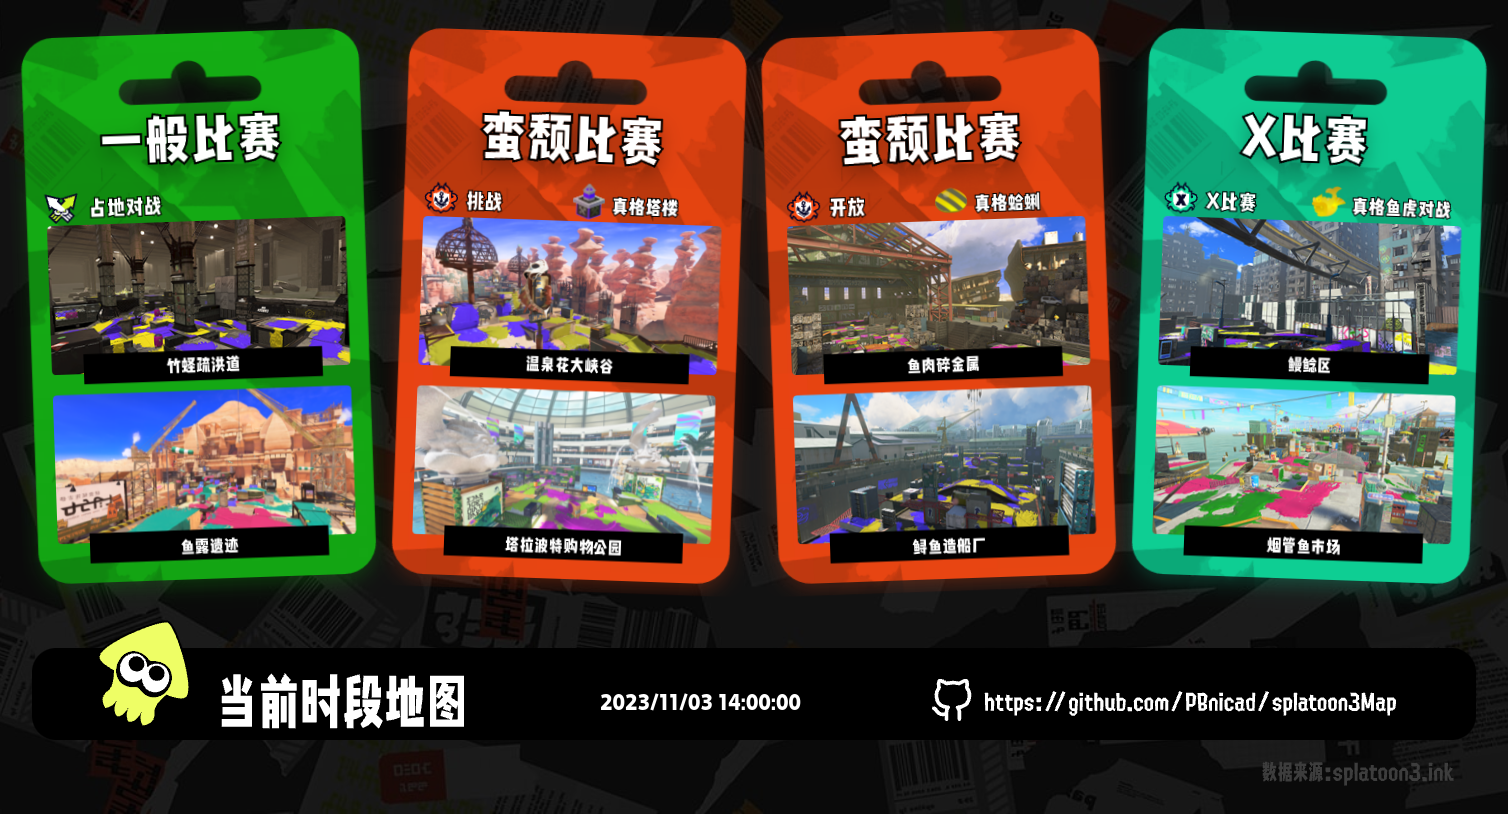 一般比赛
占地对战
竹蛏疏洪道
鱼露遗迹
蛮颓比赛
挑战
真格塔楼
温泉花大峡谷
塔拉波特购物公园
蛮颓比赛
开放
真格蛤蜊
鱼肉碎金属
鲟鱼造船厂
X比赛
X比赛
真格鱼虎对战
鳗鲶区
烟管鱼市场
当前时段地图
2023/11/03 14:00:00
https://github.com/PBnicad/splatoon3Map
数据来源:splatoon3.ink